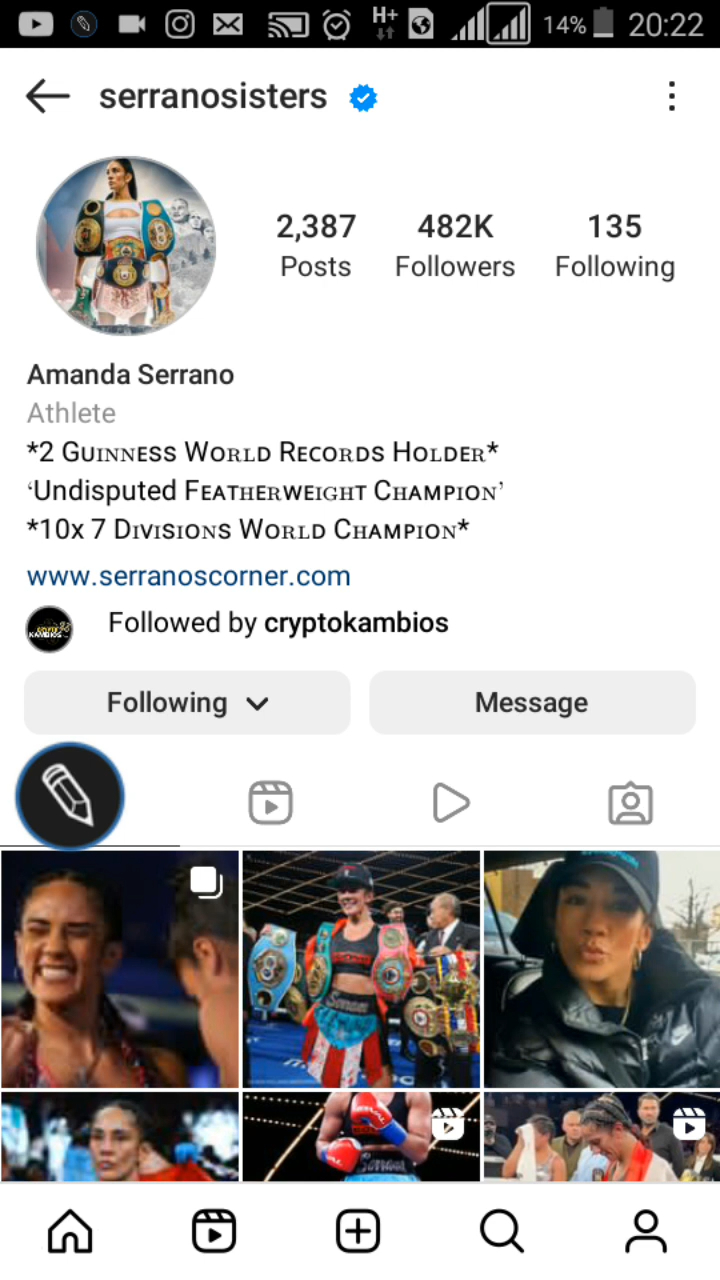 H+
14%
20:22
serranosisters
2,387
482K
135
Posts
Followers
Following
Amanda Serrano
Athlete
*2 Guinness World Records Holder*
‘Undisputed Featherweight Champion’
*10x 7 Divisions World Champion*
www.serranoscorner.com
Followed by cryptokambios
Following
Message